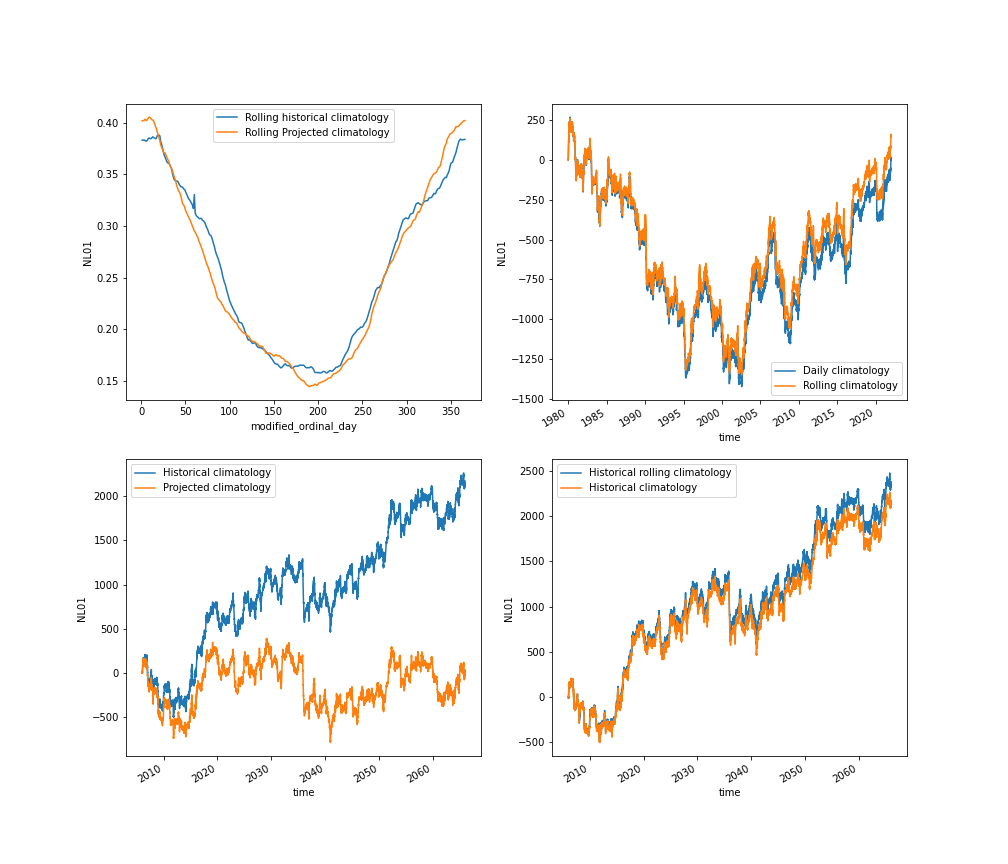 Rolling historical climatology
Rolling Projected climatology
0.40
0.35
0.30
0.25
0.20
0.15
NL01
0 50 100 150 200 250 300 350
modified_ordinal_day
250
0
−250
−500
−750
−1000
−1250
−1500
NL01
Daily climatology
Rolling climatology
1980 1985 1990 1995 2000 2005 2010 2015 2020
time
Historical climatology
Projected climatology
2000
1500
1000
500
0
−500
NL01
2010 2020 2030 2040 2050 2060
time
Historical rolling climatology
Historical climatology
2500
2000
1500
1000
500
0
−500
NL01
2010 2020 2030 2040 2050 2060
time